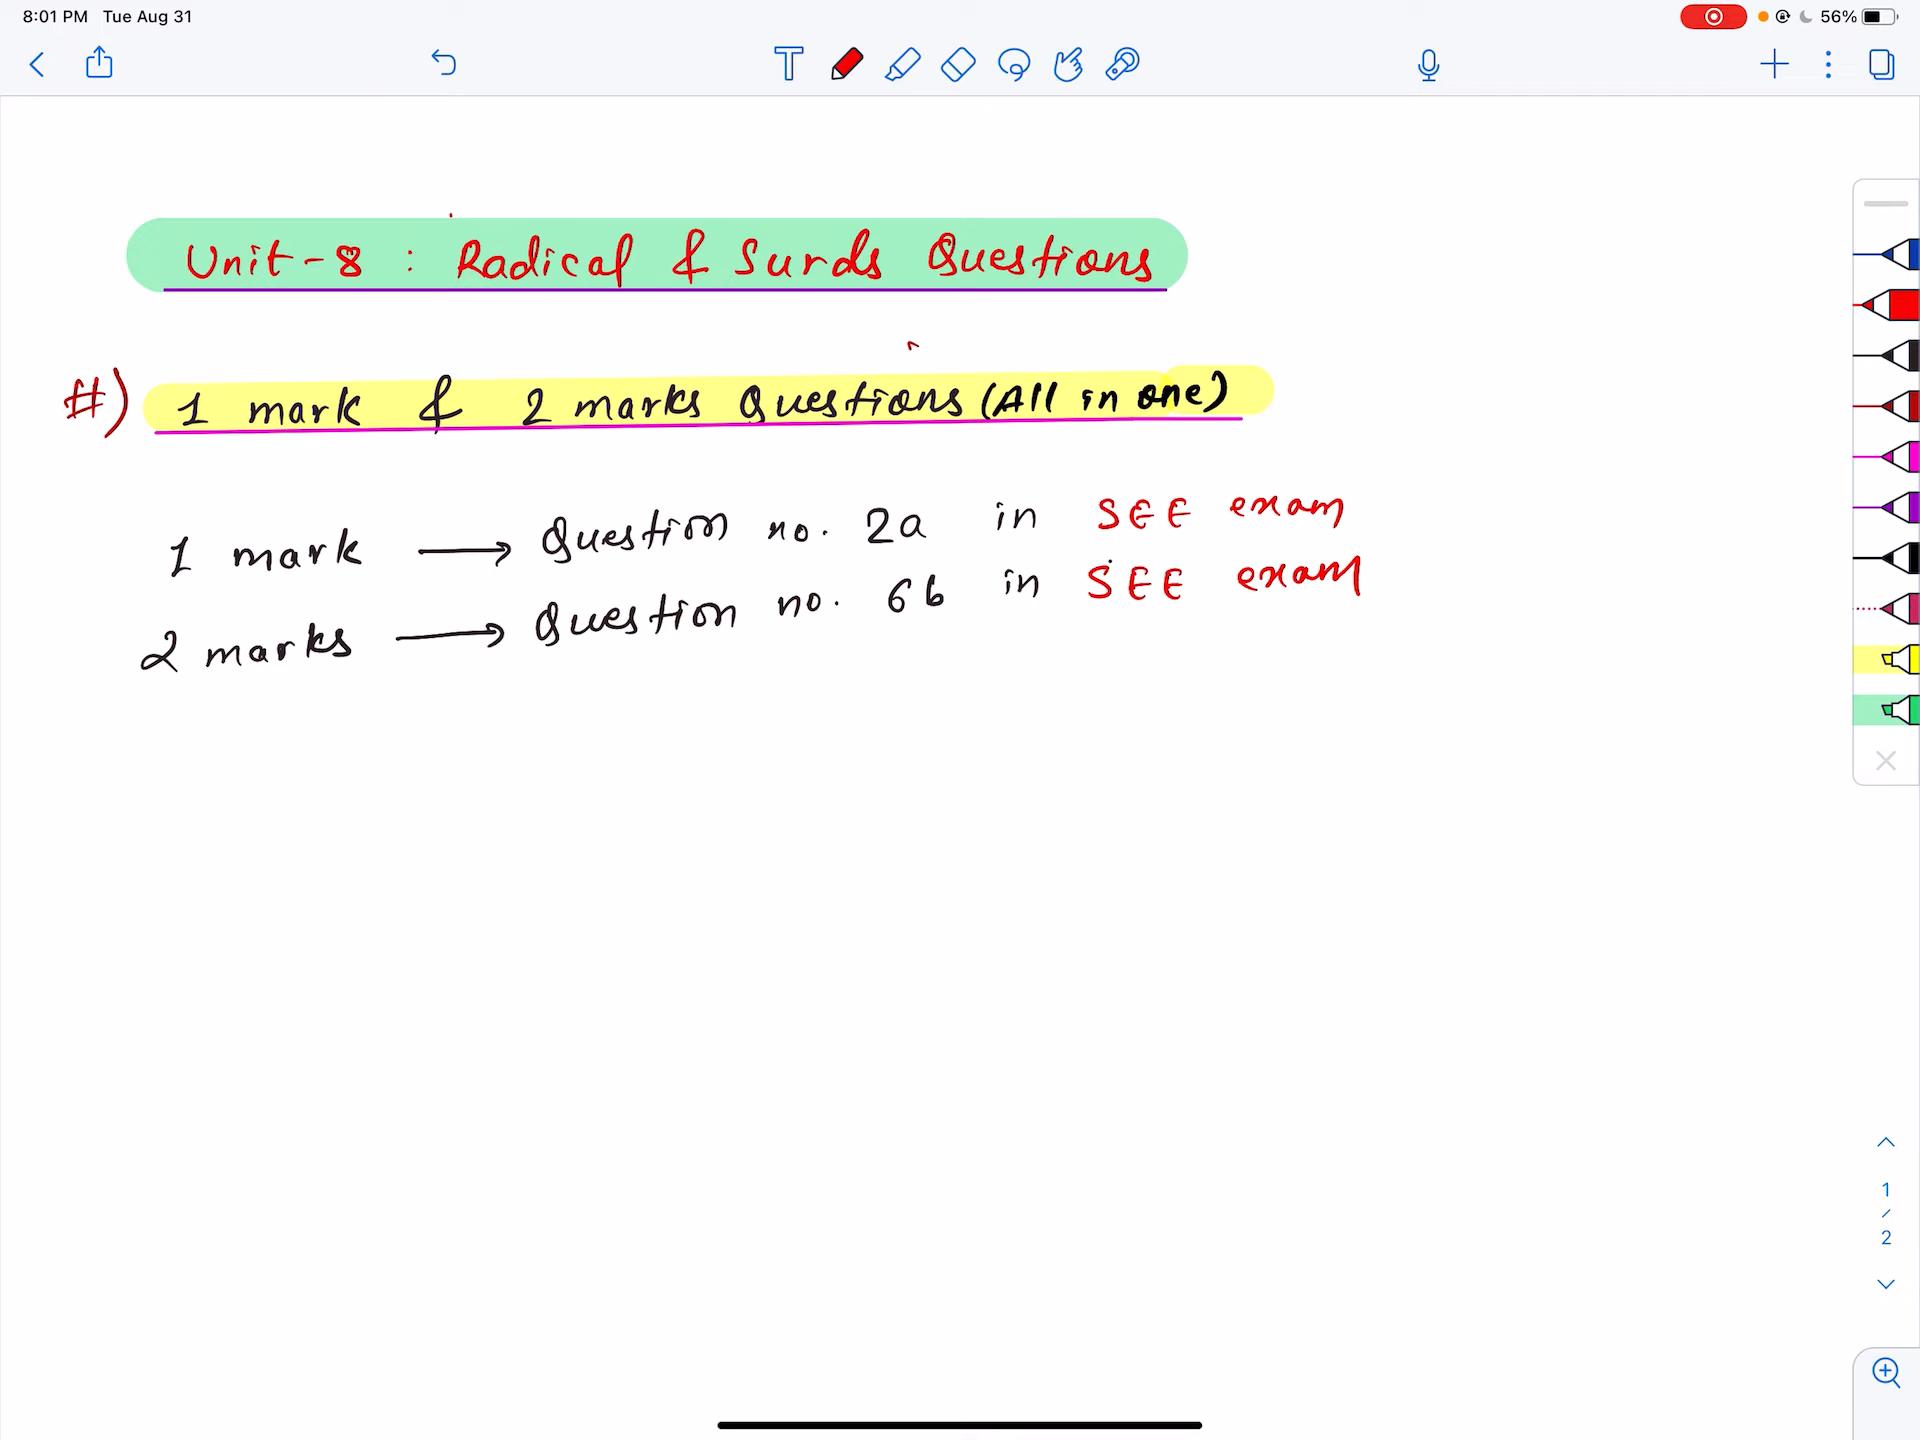 8:01 PM Tue Aug 31
56%
T
Unit-8 : Radical & Surds Questions
#) 1 mark & 2 marks Questions (All in one)
1 mark → Question no. 2a in SEE exam
2 marks → Question no. 6b in SEE exam
1
/
2